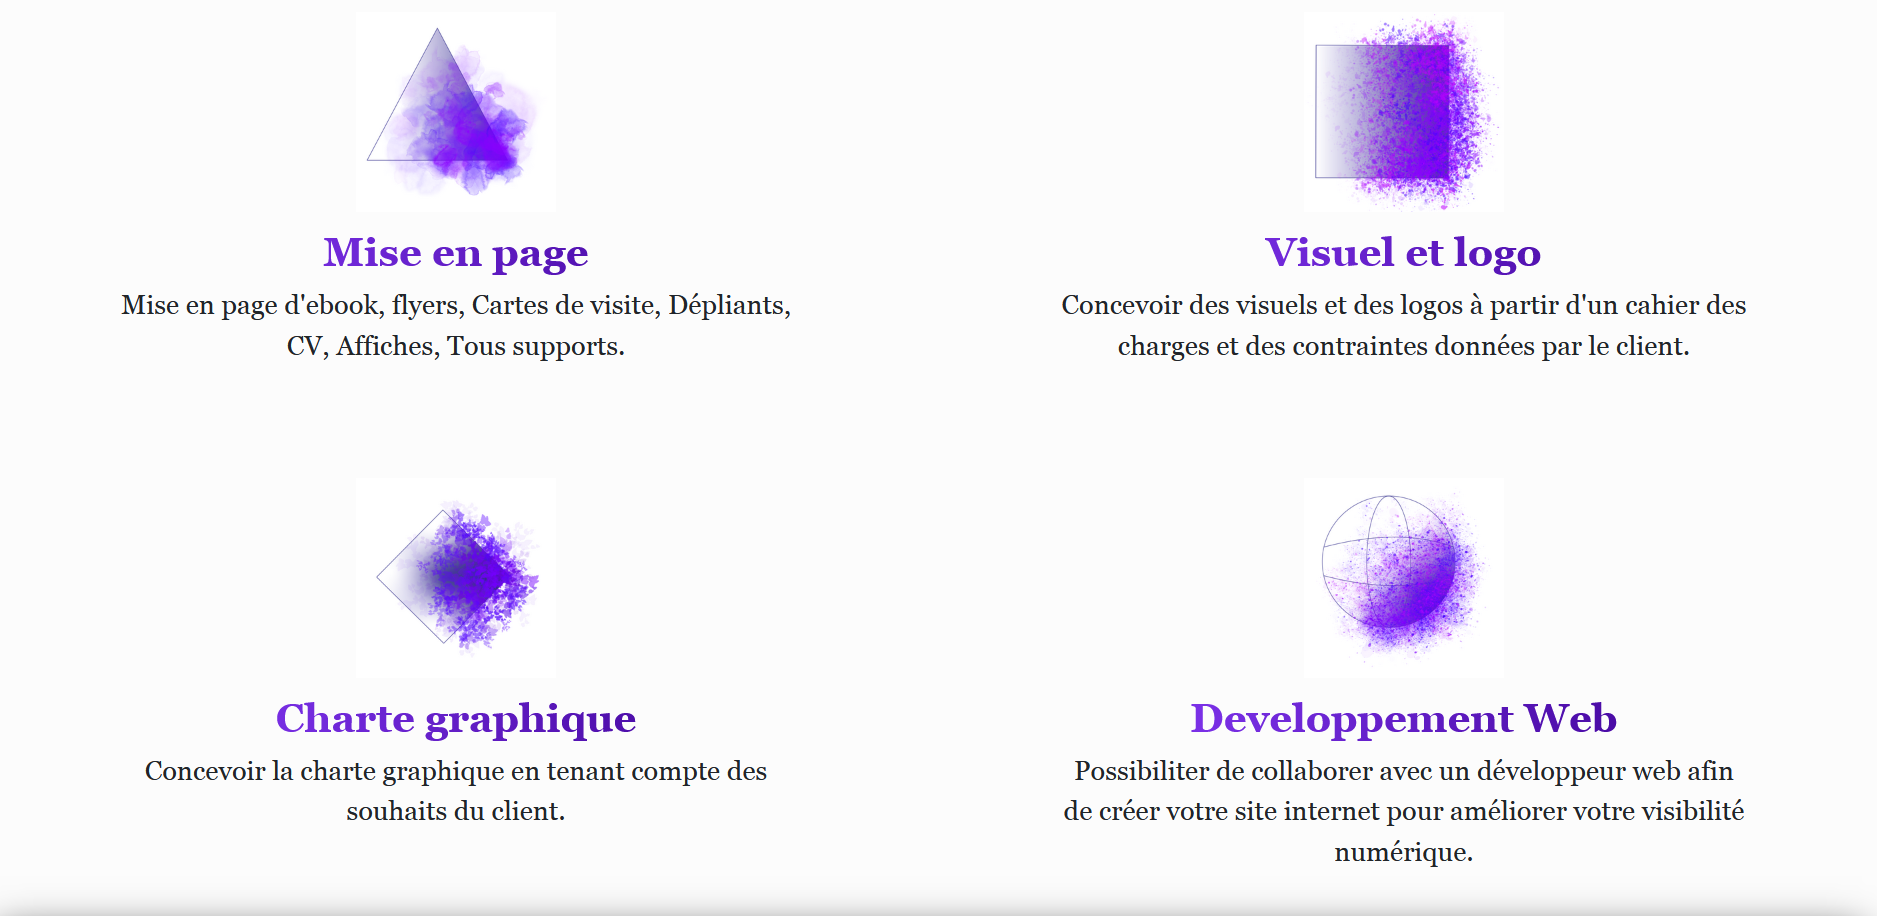 Mise en page
Mise en page d'ebook, flyers, Cartes de visite, Dépliants,
CV, Affiches, Tous supports.
Visuel et logo
Concevoir des visuels et des logos à partir d'un cahier des
charges et des contraintes données par le client.
Charte graphique
Concevoir la charte graphique en tenant compte des
souhaits du client.
Developpement Web
Possibiliter de collaborer avec un développeur web afin
de créer votre site internet pour améliorer votre visibilité
numérique.